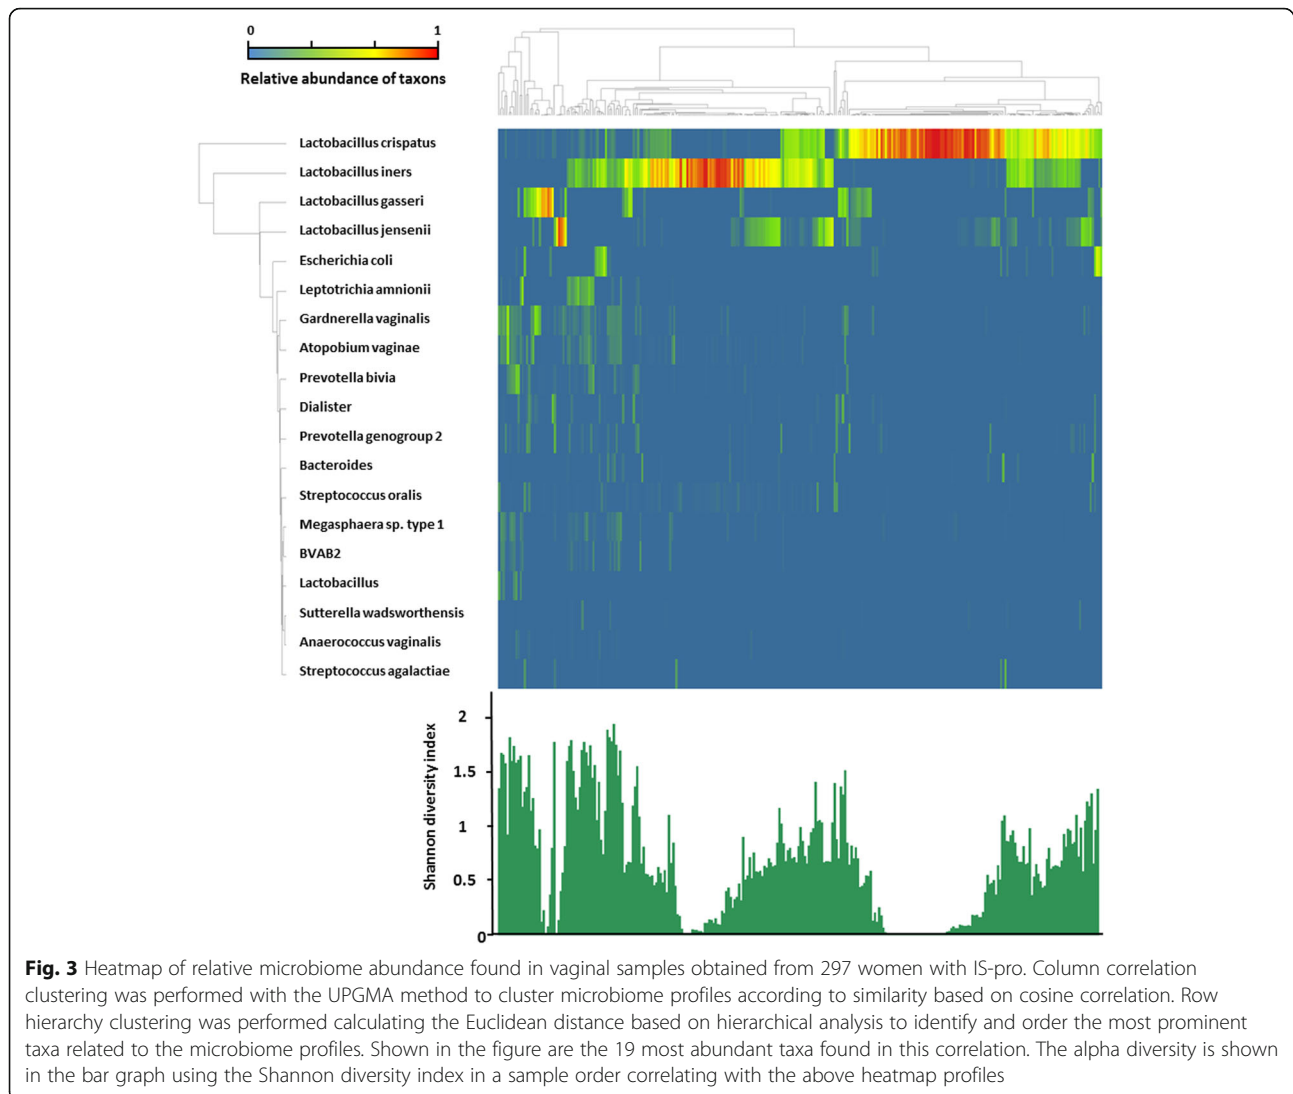 0 1
Relative abundance of taxons
Lactobacillus crispatus
Lactobacillus iners
Lactobacillus gasseri
Lactobacillus jensenii
Escherichia coli
Leptotrichia amnionii
Gardnerella vaginalis
Atopobium vaginae
Prevotella bivia
Dialister
Prevotella genogroup 2
Bacteroides
Streptococcus oralis
Megasphaera sp. type 1
BVAB2
Lactobacillus
Sutterella wadsworthensis
Anaerococcus vaginalis
Streptococcus agalactiae
Shannon diversity index
2
1.5
1
0.5
0
Fig. 3 Heatmap of relative microbiome abundance found in vaginal samples obtained from 297 women with IS-pro. Column correlation
clustering was performed with the UPGMA method to cluster microbiome profiles according to similarity based on cosine correlation. Row
hierarchy clustering was performed calculating the Euclidean distance based on hierarchical analysis to identify and order the most prominent
taxa related to the microbiome profiles. Shown in the figure are the 19 most abundant taxa found in this correlation. The alpha diversity is shown
in the bar graph using the Shannon diversity index in a sample order correlating with the above heatmap profiles